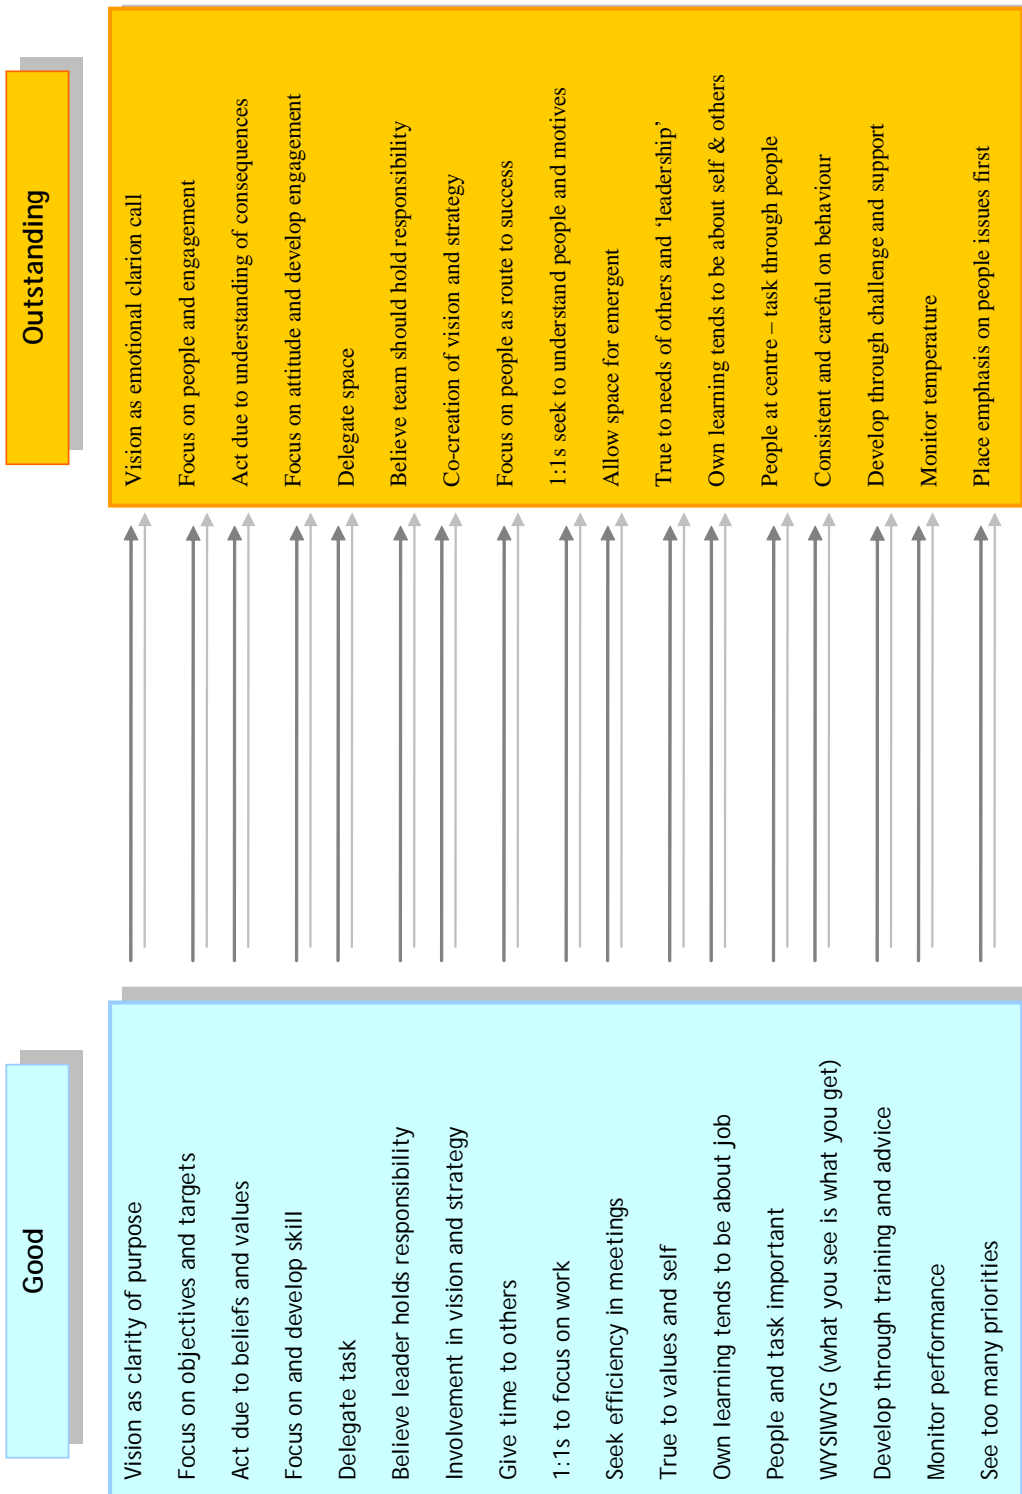 Good
Vision as clarity of purpose
Focus on objectives and targets
Act due to beliefs and values
Focus on and develop skill
Delegate task
Believe leader holds responsibility
Involvement in vision and strategy
Give time to others
1:1s to focus on work
Seek efficiency in meetings
True to values and self
Own learning tends to be about job
People and task important
WYSIWYG (what you see is what you get)
Develop through training and advice
Monitor performance
See too many priorities
Outstanding
Vision as emotional clarion call
Focus on people and engagement
Act due to understanding of consequences
Focus on attitude and develop engagement
Delegate space
Believe team should hold responsibility
Co-creation of vision and strategy
Focus on people as route to success
1:1s seek to understand people and motives
Allow space for emergent
True to needs of others and ‘leadership’
Own learning tends to be about self & others
People at centre – task through people
Consistent and careful on behaviour
Develop through challenge and support
Monitor temperature
Place emphasis on people issues first